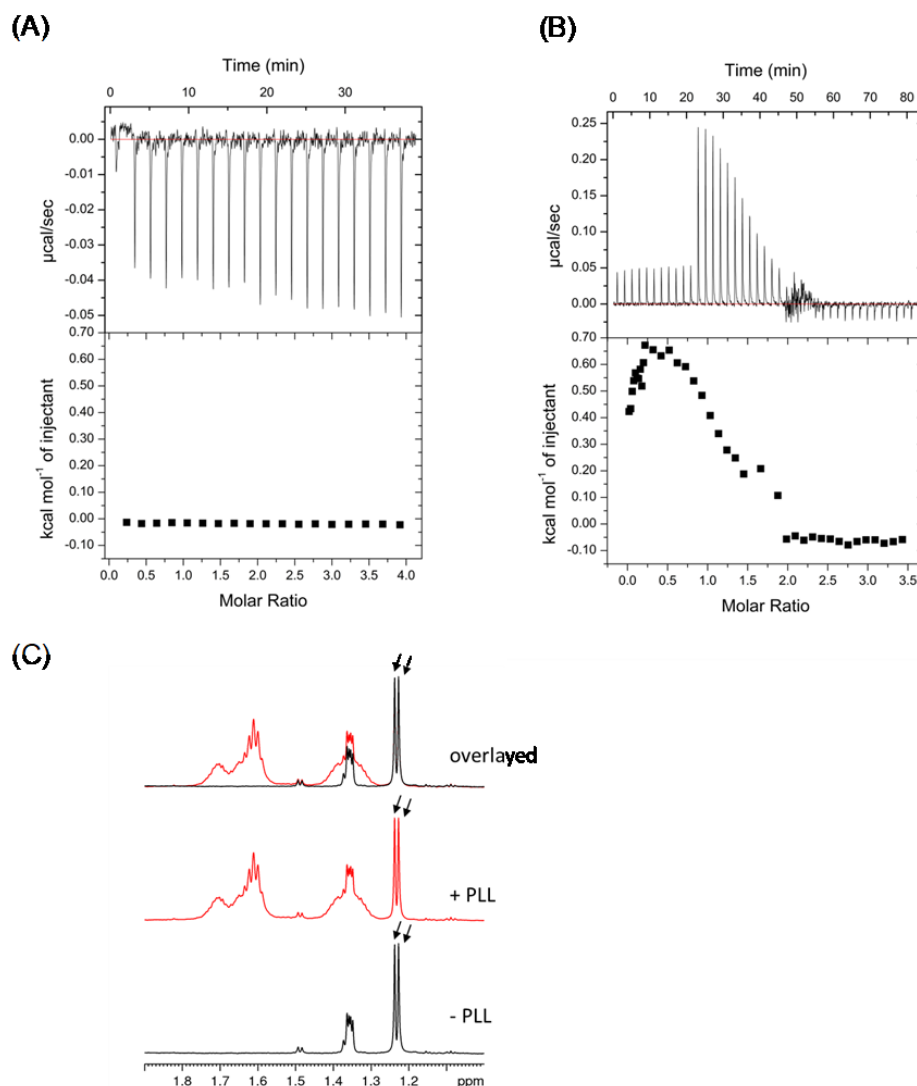 (A)
Time (min)
0 10 20 30
0.00
-0.01
-0.02
-0.03
-0.04
-0.05
µcal/sec
0.70
0.60
0.50
0.40
0.30
0.20
0.10
0.00
-0.10
kcal mol⁻¹ of injectant
0.0 0.5 1.0 1.5 2.0 2.5 3.0 3.5 4.0
Molar Ratio
(B)
Time (min)
0 10 20 30 40 50 60 70 80
0.25
0.20
0.15
0.10
0.05
0.00
µcal/sec
0.70
0.60
0.50
0.40
0.30
0.20
0.10
0.00
-0.10
kcal mol⁻¹ of injectant
0.0 0.5 1.0 1.5 2.0 2.5 3.0 3.5
Molar Ratio
(C)
overlayed
+ PLL
- PLL
1.8 1.7 1.6 1.5 1.4 1.3 1.2 ppm